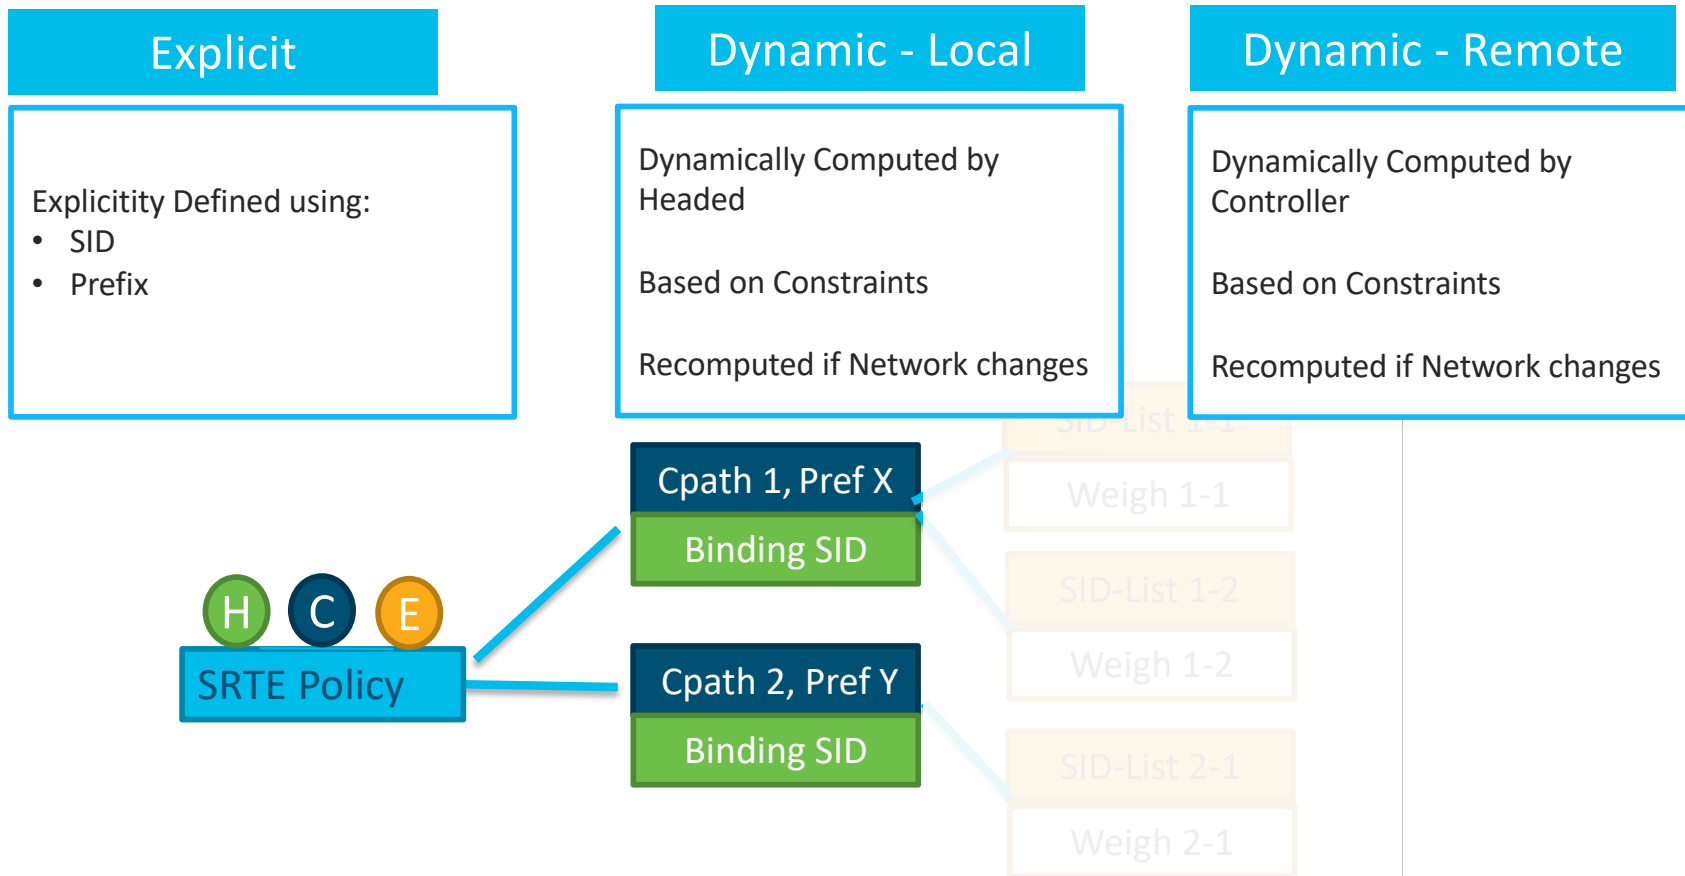 Explicit
Dynamic - Local
Dynamic - Remote
Explicitity Defined using:
• SID
• Prefix
Dynamically Computed by
Headed
Based on Constraints
Recomputed if Network changes
Dynamically Computed by
Controller
Based on Constraints
Recomputed if Network changes
H
C
E
SRTE Policy
Cpath 1, Pref X
Binding SID
Cpath 2, Pref Y
Binding SID
SID-List 1-1
Weigh 1-1
SID-List 1-2
Weigh 1-2
SID-List 2-1
Weigh 2-1